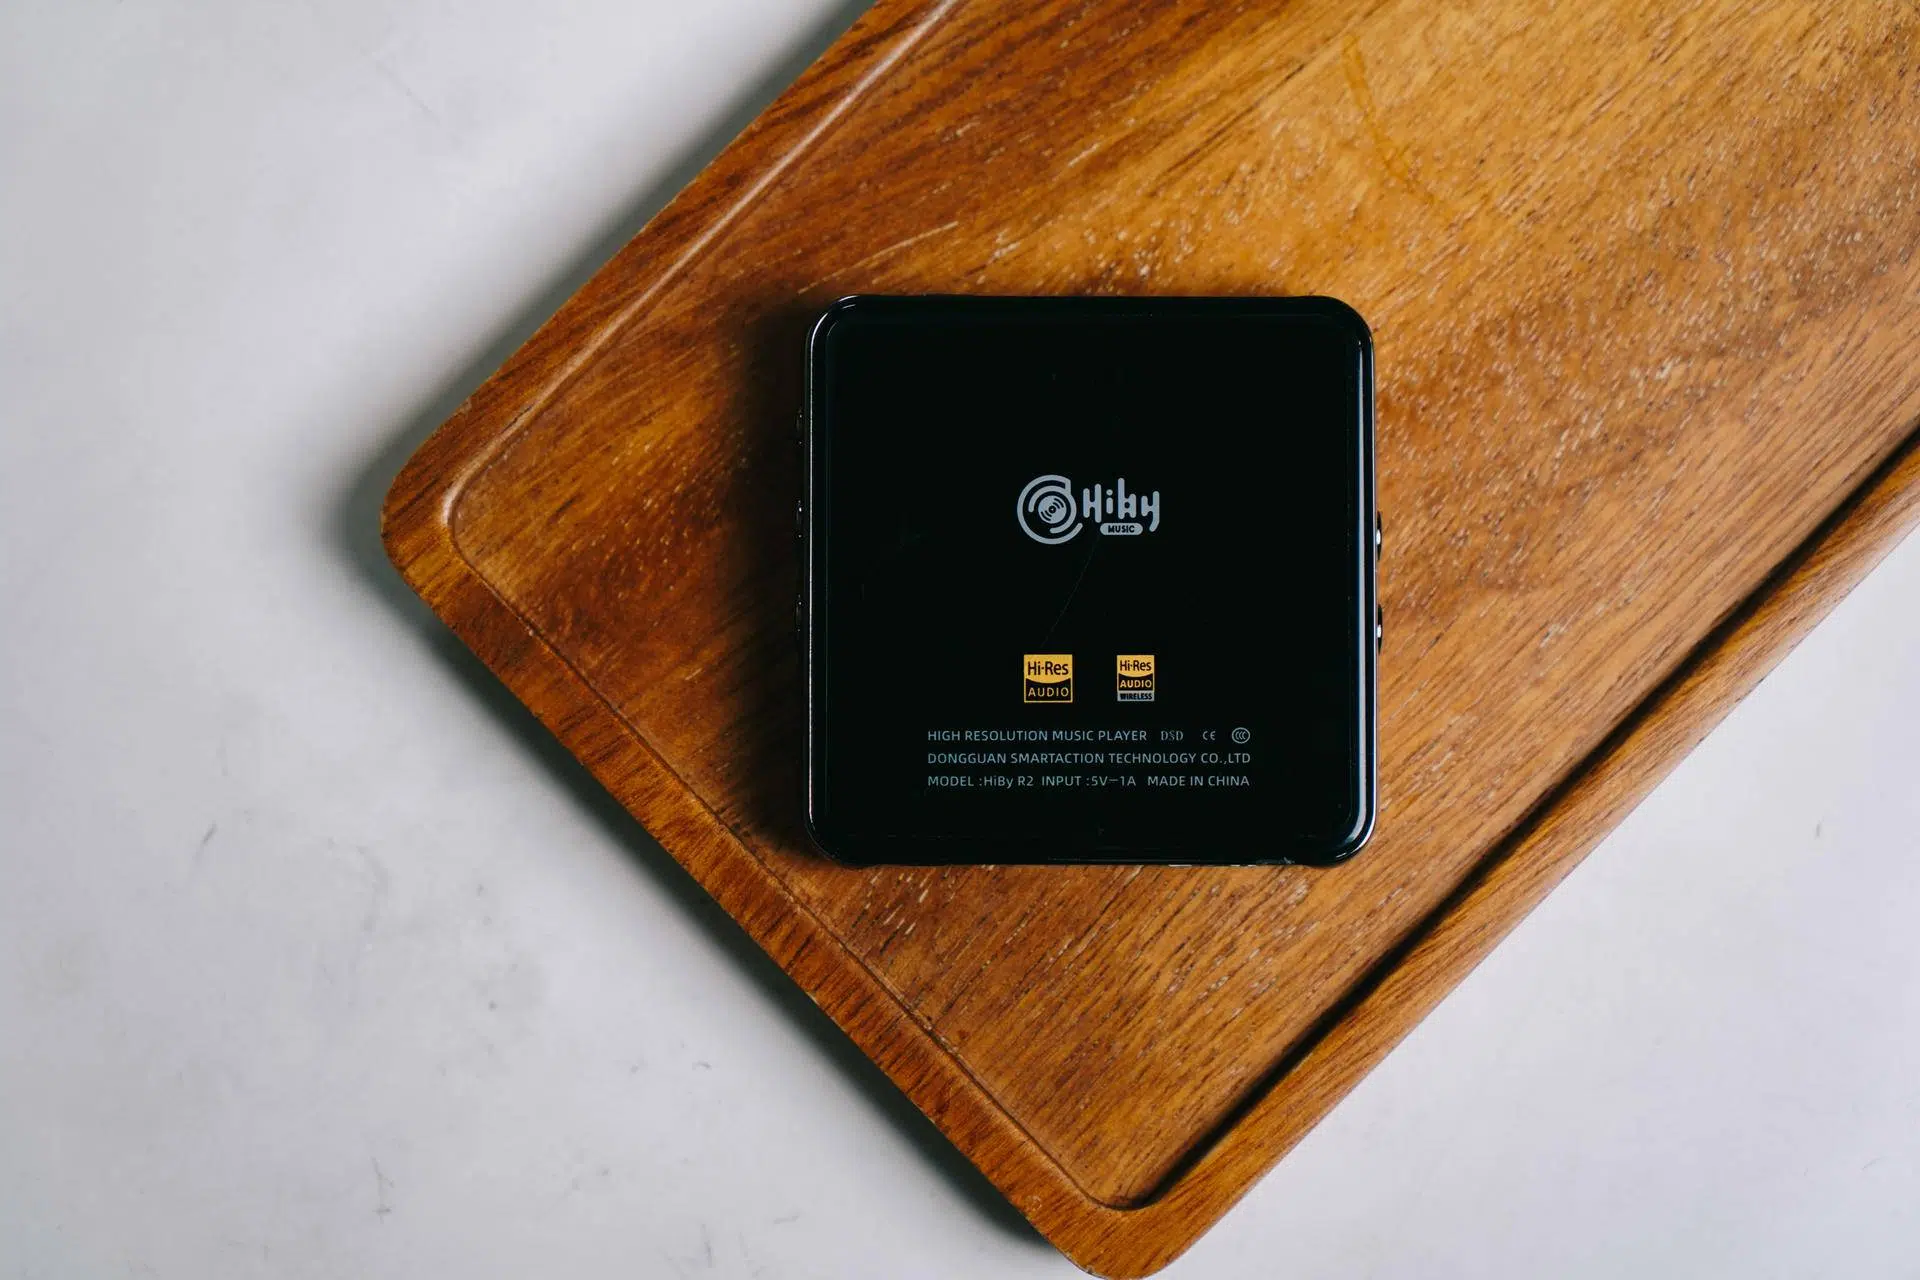 Hiby
MUSIC
Hi-Res
AUDIO
Hi-Res
AUDIO
WIRELESS
HIGH RESOLUTION MUSIC PLAYER DSD CE CCC
DONGGUAN SMARTACTION TECHNOLOGY CO.,LTD
MODEL :HiBy R2 INPUT :5V⎓1A MADE IN CHINA